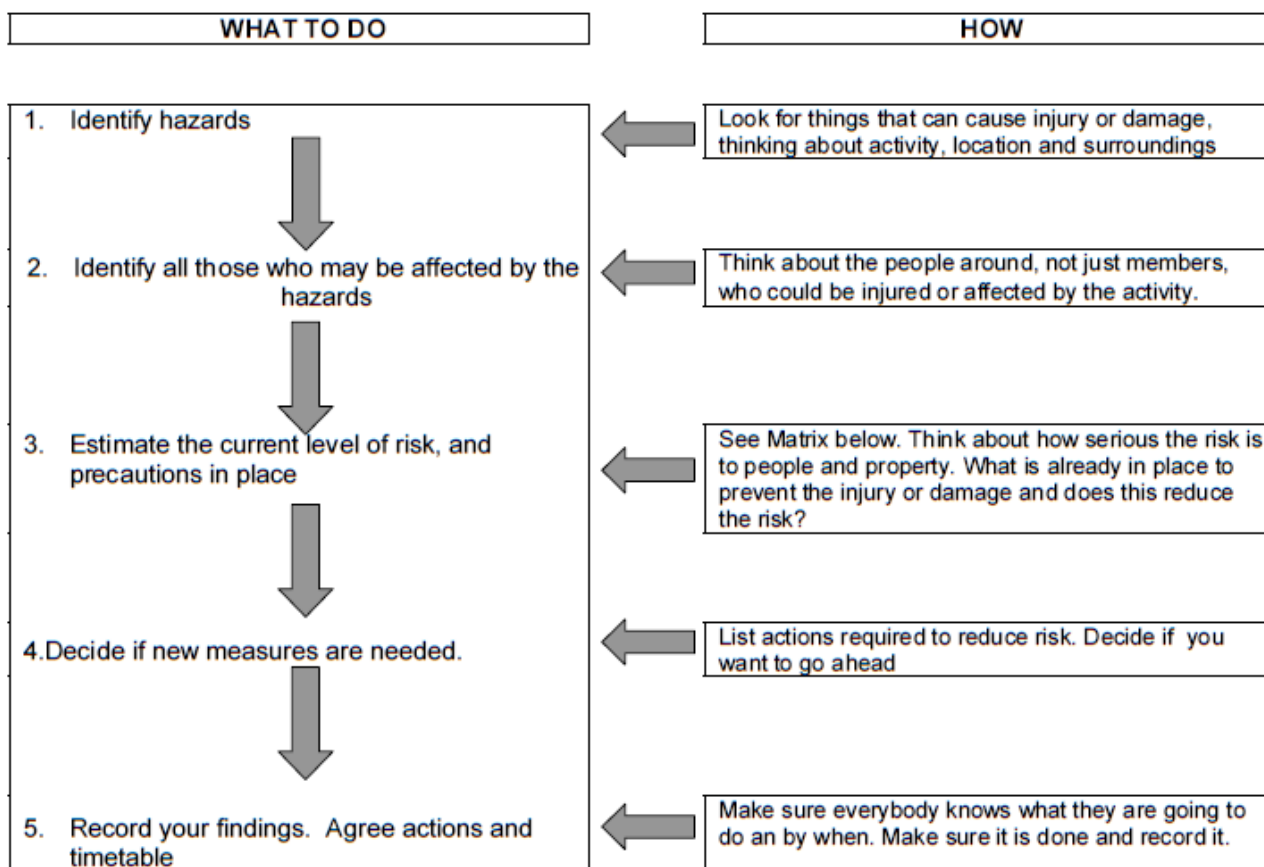 WHAT TO DO
HOW
1. Identify hazards
Look for things that can cause injury or damage,
thinking about activity, location and surroundings
2. Identify all those who may be affected by the
hazards
Think about the people around, not just members,
who could be injured or affected by the activity.
3. Estimate the current level of risk, and
precautions in place
See Matrix below. Think about how serious the risk is
to people and property. What is already in place to
prevent the injury or damage and does this reduce
the risk?
4.Decide if new measures are needed.
List actions required to reduce risk. Decide if you
want to go ahead
5. Record your findings. Agree actions and
timetable
Make sure everybody knows what they are going to
do an by when. Make sure it is done and record it.